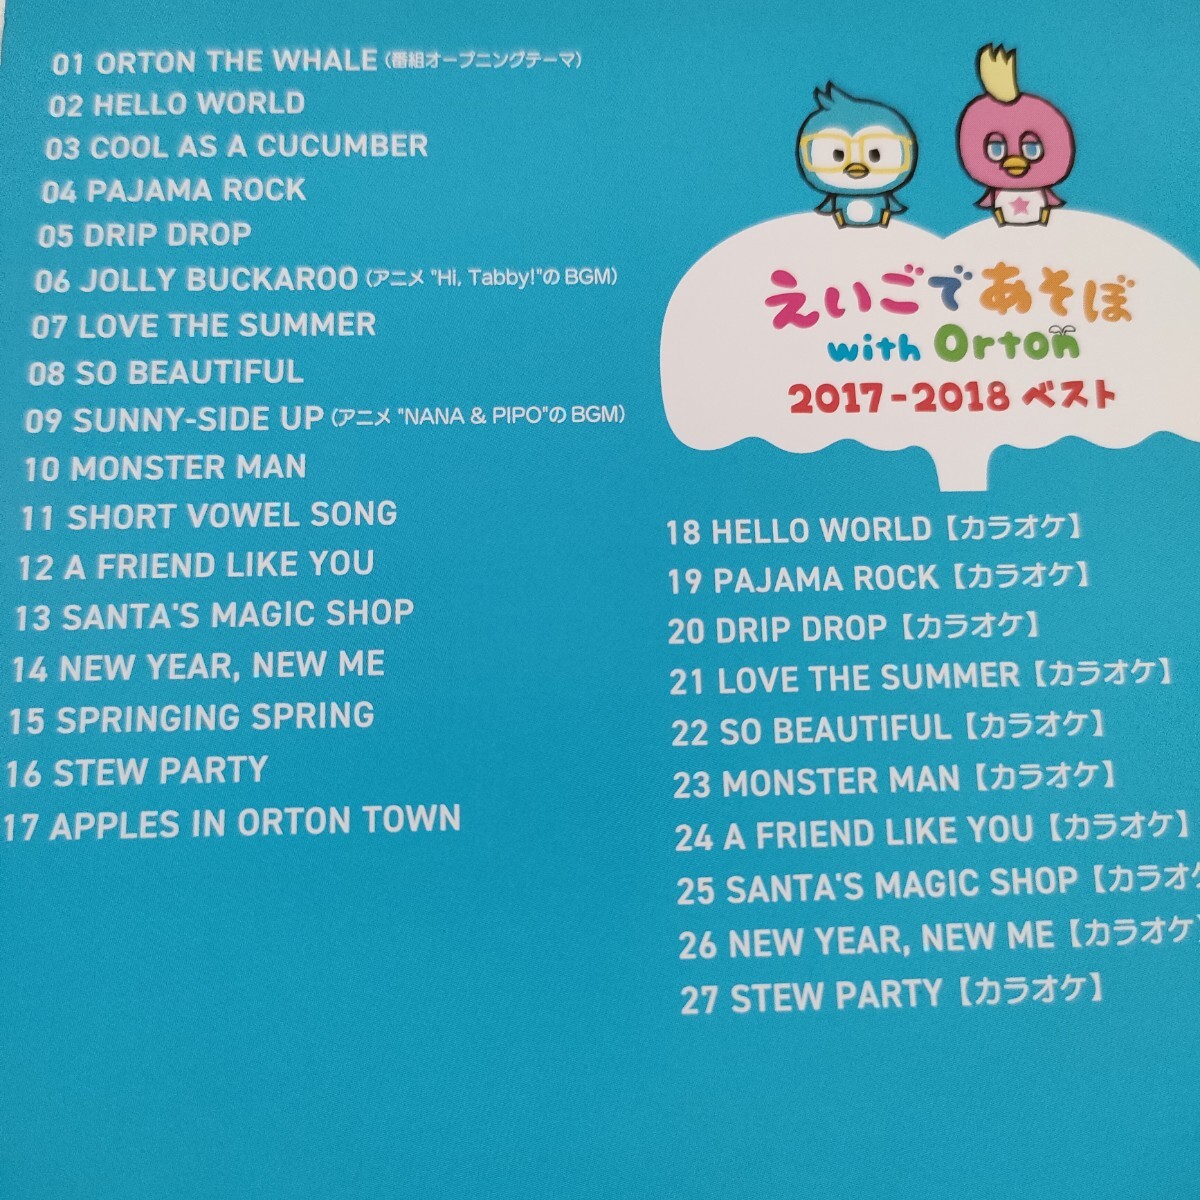 01 ORTON THE WHALE (番組オープニングテーマ)
02 HELLO WORLD
03 COOL AS A CUCUMBER
04 PAJAMA ROCK
05 DRIP DROP
06 JOLLY BUCKAROO (アニメ "Hi, Tabby!"のBGM)
07 LOVE THE SUMMER
08 SO BEAUTIFUL
09 SUNNY-SIDE UP (アニメ "NANA & PIPO"のBGM)
10 MONSTER MAN
11 SHORT VOWEL SONG
12 A FRIEND LIKE YOU
13 SANTA'S MAGIC SHOP
14 NEW YEAR, NEW ME
15 SPRINGING SPRING
16 STEW PARTY
17 APPLES IN ORTON TOWN
えいごであそぼ
with Orton
2017-2018 ベスト
18 HELLO WORLD【カラオケ】
19 PAJAMA ROCK【カラオケ】
20 DRIP DROP【カラオケ】
21 LOVE THE SUMMER【カラオケ】
22 SO BEAUTIFUL【カラオケ】
23 MONSTER MAN【カラオケ】
24 A FRIEND LIKE YOU【カラオケ】
25 SANTA'S MAGIC SHOP【カラオケ
26 NEW YEAR, NEW ME【カラオケ】
27 STEW PARTY【カラオケ】